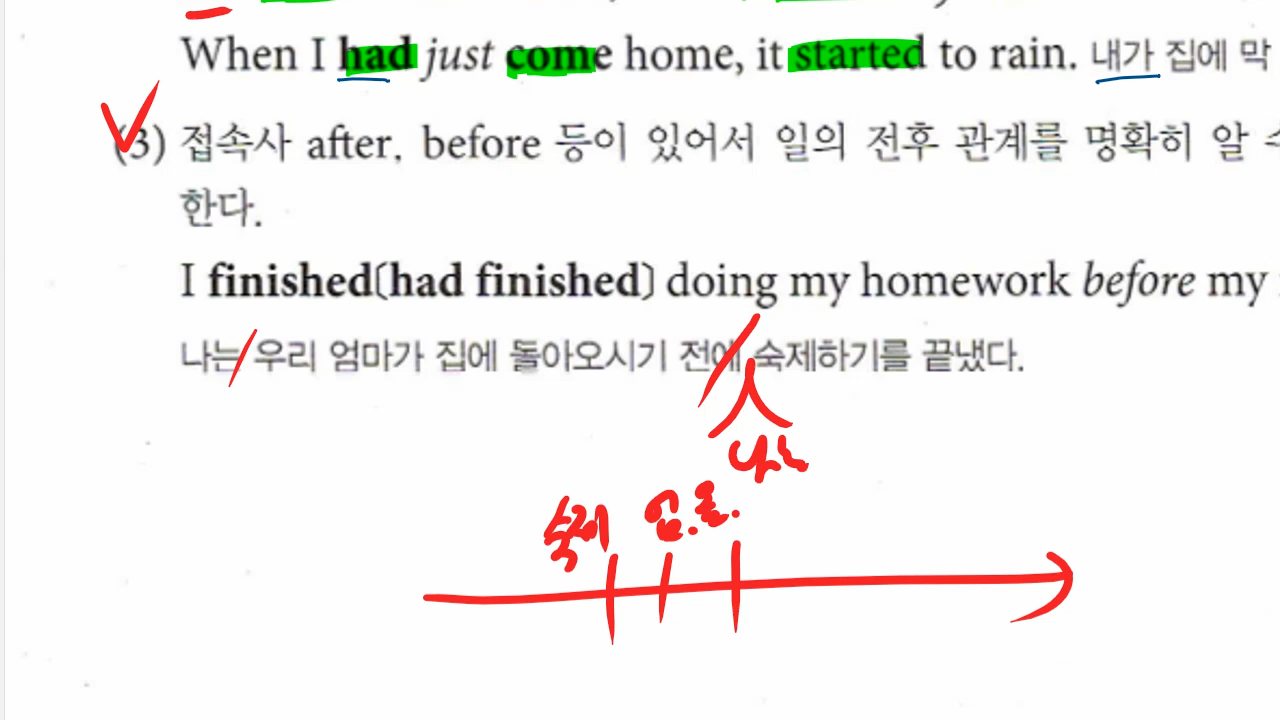 When I had just come home, it started to rain. 내가 집에 막
(3) 접속사 after, before 등이 있어서 일의 전후 관계를 명확히 알
한다.
I finished(had finished) doing my homework before my
나는 우리 엄마가 집에 돌아오시기 전에 숙제하기를 끝냈다.
나는
숙제 엄.돌.